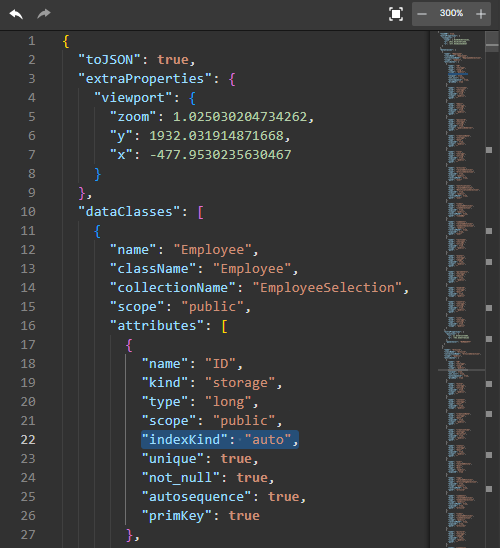 300%
1 {
2 "toJSON": true,
3 "extraProperties": {
4 "viewport": {
5 "zoom": 1.025030204734262,
6 "y": 1932.031914871668,
7 "x": -477.9530235630467
8 }
9 },
10 "dataClasses": [
11 {
12 "name": "Employee",
13 "className": "Employee",
14 "collectionName": "EmployeeSelection",
15 "scope": "public",
16 "attributes": [
17 {
18 "name": "ID",
19 "kind": "storage",
20 "type": "long",
21 "scope": "public",
22 "indexKind": "auto",
23 "unique": true,
24 "not_null": true,
25 "autosequence": true,
26 "primKey": true
27 },